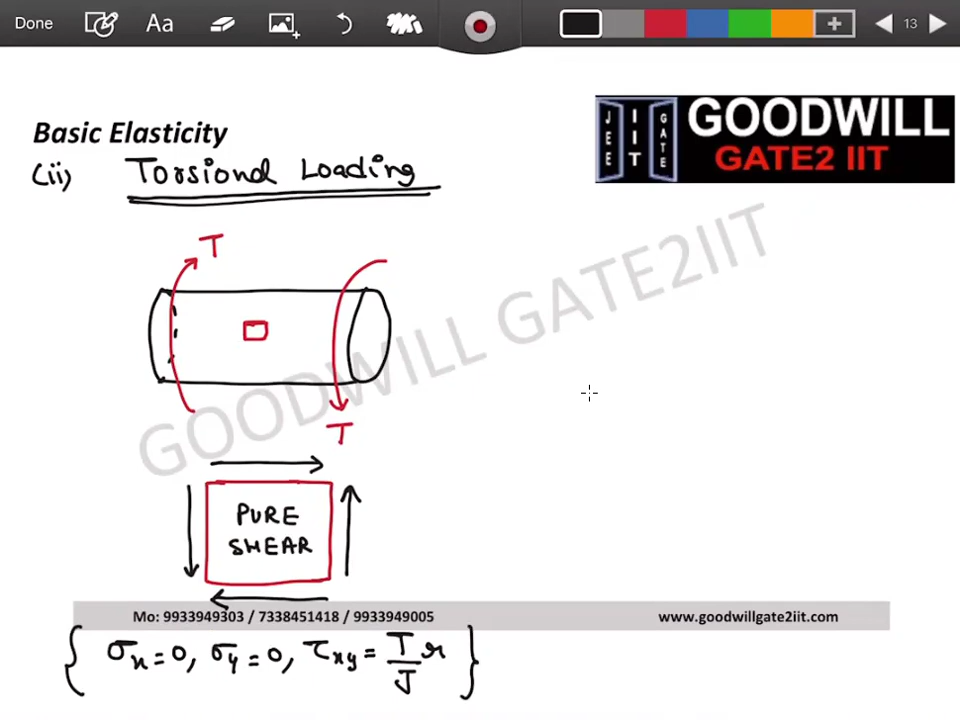 Done
Aa
13
Basic Elasticity
(ii) Torsional Loading
JEE IIT GATE
GOODWILL
GATE2 IIT
T
T
GOODWILL GATE2IIT
PURE
SHEAR
Mo: 9933949303 / 7338451418 / 9933949005
www.goodwillgate2iit.com
{ σx = 0, σy = 0, τxy = T/J r }